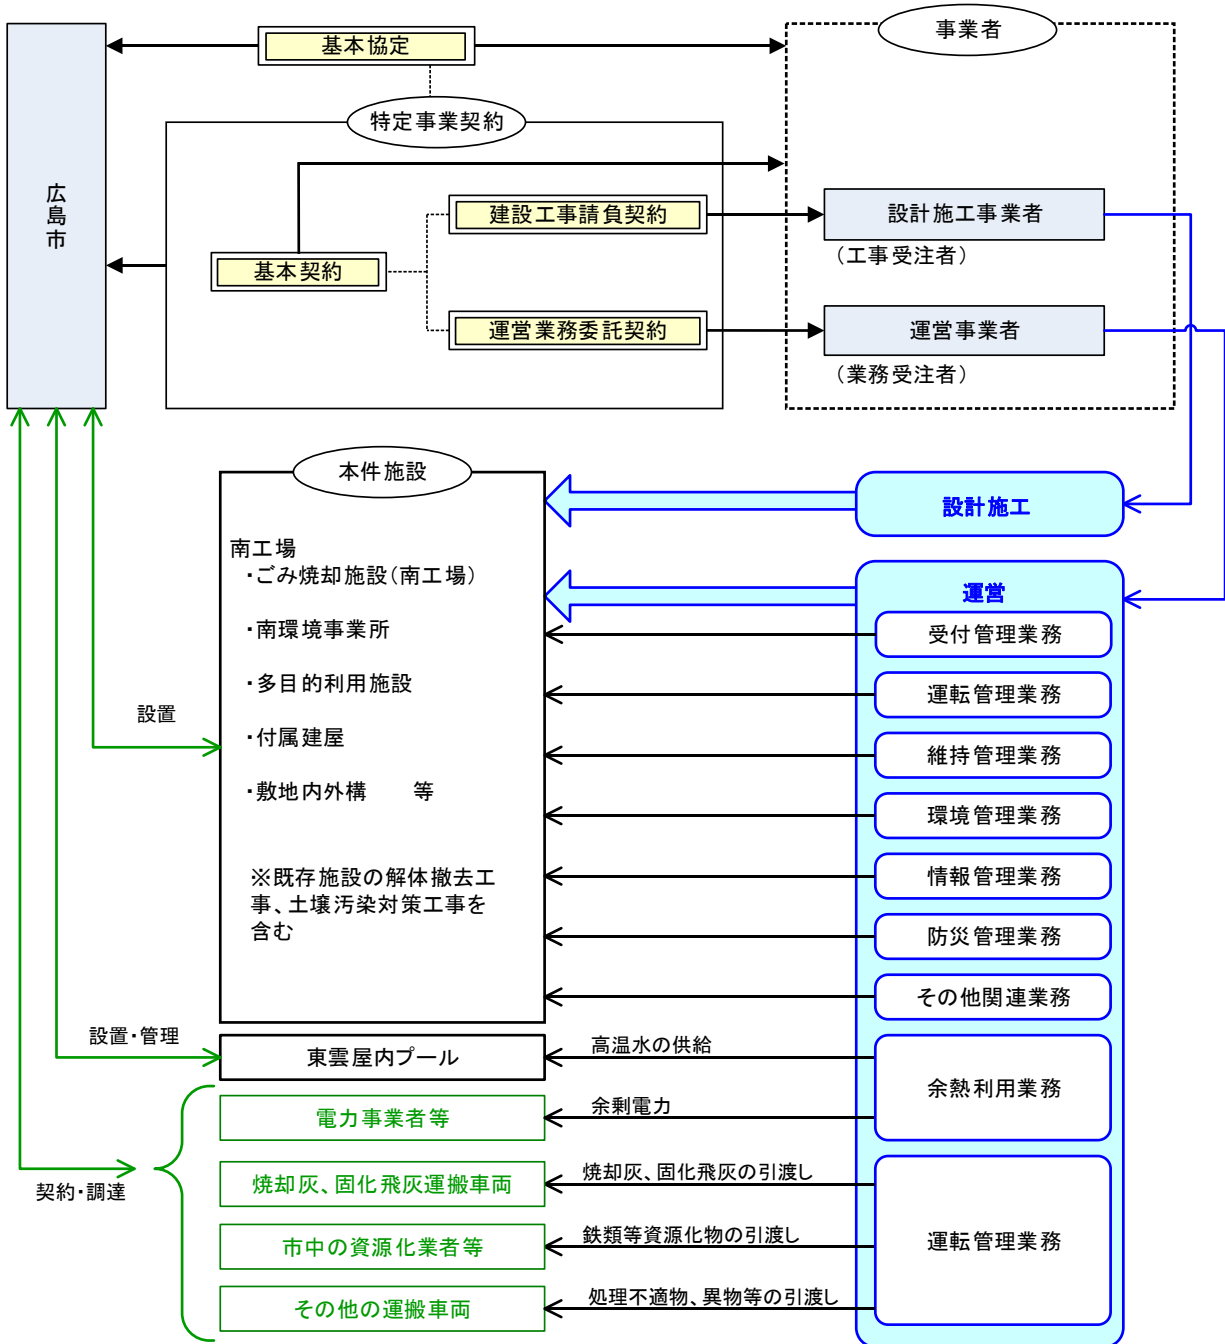 基本協定
事業者
特定事業契約
広島市
建設工事請負契約
設計施工事業者
（工事受注者）
基本契約
運営業務委託契約
運営事業者
（業務受注者）
本件施設
設計施工
南工場
・ごみ焼却施設（南工場）
・南環境事業所
・多目的利用施設
・付属建屋
・敷地内外構　　等
※既存施設の解体撤去工
事、土壌汚染対策工事を
含む
設置
運営
受付管理業務
運転管理業務
維持管理業務
環境管理業務
情報管理業務
防災管理業務
その他関連業務
設置・管理
東雲屋内プール
高温水の供給
余熱利用業務
電力事業者等
余剰電力
契約・調達
焼却灰、固化飛灰運搬車両
焼却灰、固化飛灰の引渡し
市中の資源化業者等
鉄類等資源化物の引渡し
運転管理業務
その他の運搬車両
処理不適物、異物等の引渡し